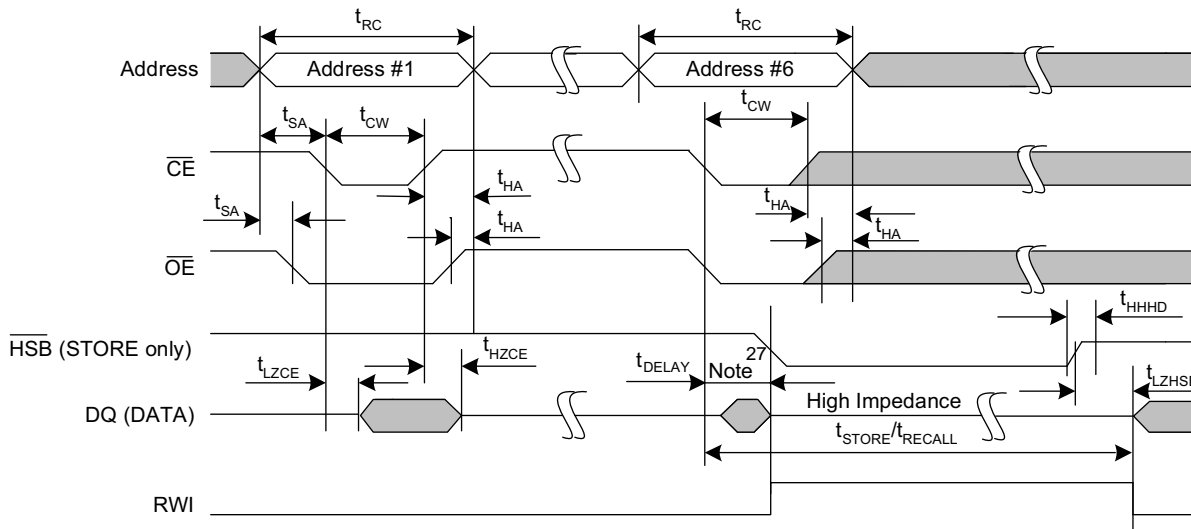 tRC
tRC
Address
Address #1
Address #6
tSA
tCW
tCW
CE
tHA
tHA
tSA
tHA
tHA
OE
tHHHD
HSB (STORE only)
tHZCE
27
tLZCE
tDELAY
Note
tLZHSB
DQ (DATA)
High Impedance
tSTORE/tRECALL
RWI